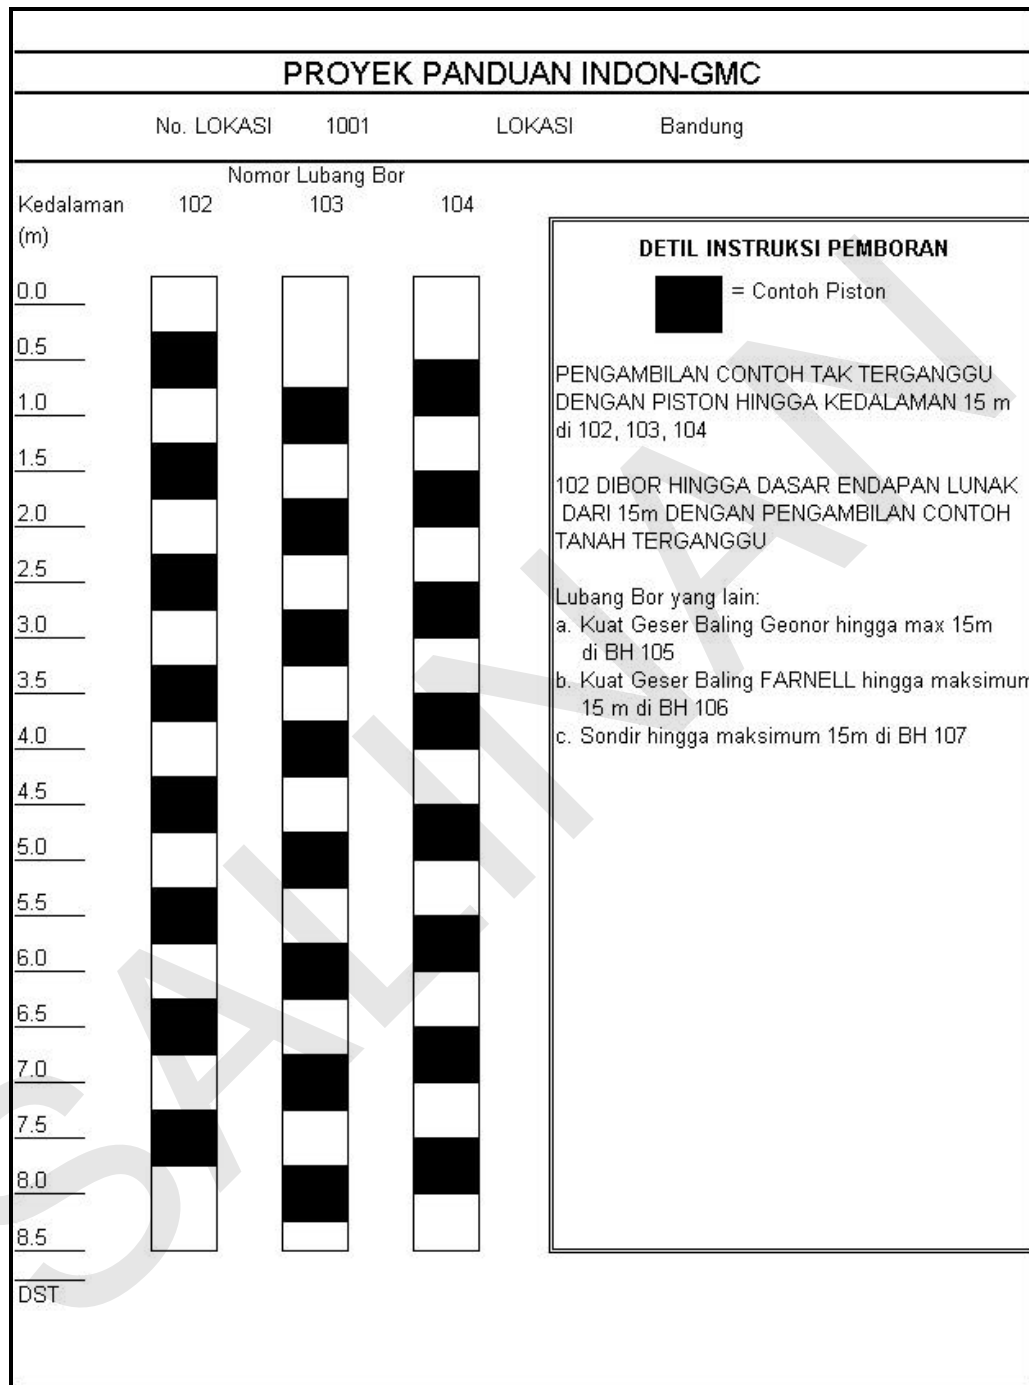 PROYEK PANDUAN INDON-GMC
No. LOKASI 1001 LOKASI Bandung
Nomor Lubang Bor
Kedalaman 102 103 104
(m)
0.0
0.5
1.0
1.5
2.0
2.5
3.0
3.5
4.0
4.5
5.0
5.5
6.0
6.5
7.0
7.5
8.0
8.5
DST
DETIL INSTRUKSI PEMBORAN
= Contoh Piston
PENGAMBILAN CONTOH TAK TERGANGGU
DENGAN PISTON HINGGA KEDALAMAN 15 m
di 102, 103, 104
102 DIBOR HINGGA DASAR ENDAPAN LUNAK
DARI 15m DENGAN PENGAMBILAN CONTOH
TANAH TERGANGGU
Lubang Bor yang lain:
a. Kuat Geser Baling Geonor hingga max 15m
di BH 105
b. Kuat Geser Baling FARNELL hingga maksimum
15 m di BH 106
c. Sondir hingga maksimum 15m di BH 107
SALINAN